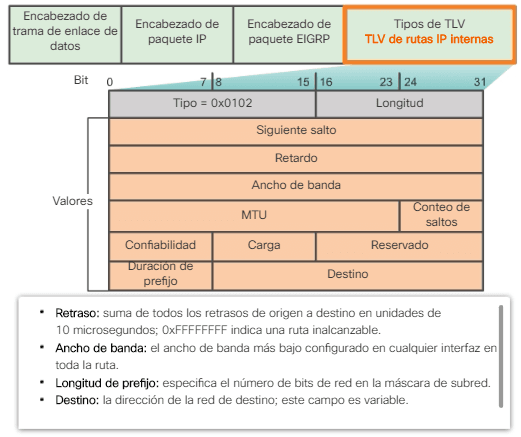 Encabezado de
trama de enlace de
datos
Encabezado de
paquete IP
Encabezado de
paquete EIGRP
Tipos de TLV
TLV de rutas IP internas
Bit 0 7 8 15 16 23 24 31
Tipo = 0x0102 Longitud
Valores
Siguiente salto
Retardo
Ancho de banda
MTU
Conteo de
saltos
Confiabilidad Carga Reservado
Duración de
prefijo
Destino
• Retraso: suma de todos los retrasos de origen a destino en unidades de
10 microsegundos; 0xFFFFFFFF indica una ruta inalcanzable.
• Ancho de banda: el ancho de banda más bajo configurado en cualquier interfaz en
toda la ruta.
• Longitud de prefijo: especifica el número de bits de red en la máscara de subred.
• Destino: la dirección de la red de destino; este campo es variable.